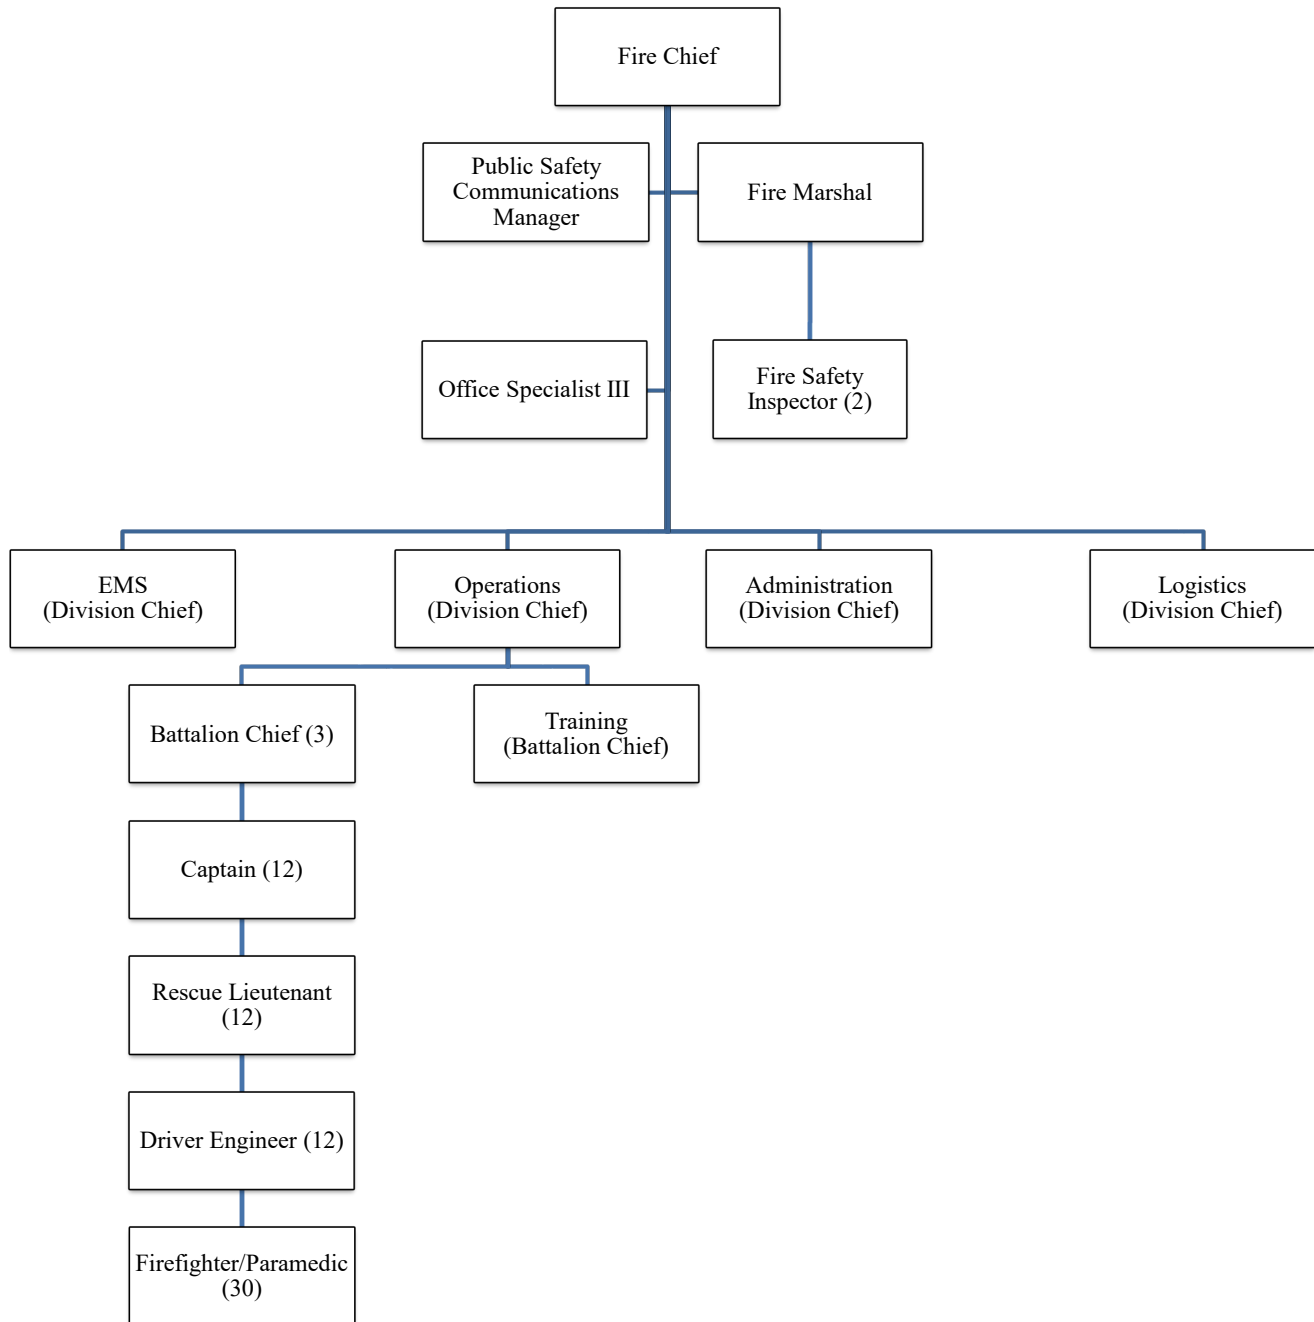 Fire Chief
Public Safety
Communications
Manager
Fire Marshal
Office Specialist III
Fire Safety
Inspector (2)
EMS
(Division Chief)
Operations
(Division Chief)
Administration
(Division Chief)
Logistics
(Division Chief)
Battalion Chief (3)
Training
(Battalion Chief)
Captain (12)
Rescue Lieutenant
(12)
Driver Engineer (12)
Firefighter/Paramedic
(30)